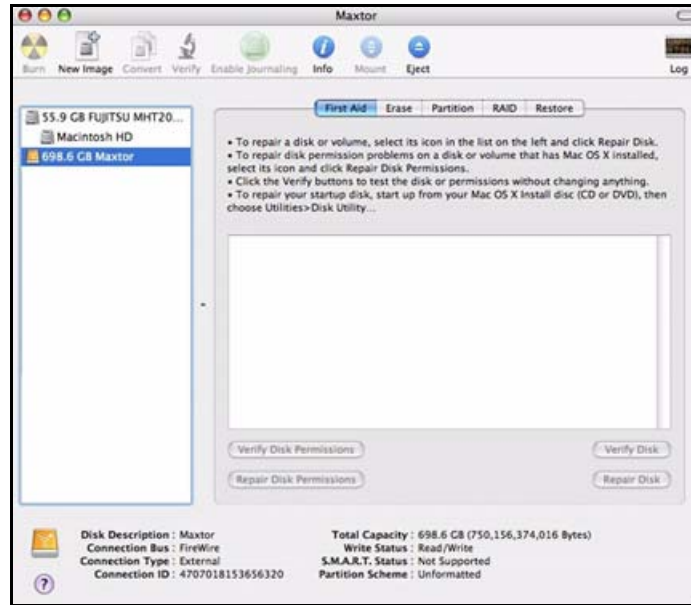 Maxtor
Burn New Image Convert Verify Enable Journaling Info Mount Eject Log
55.9 GB FUJITSU MHT20...
Macintosh HD
698.6 GB Maxtor
First Aid Erase Partition RAID Restore
• To repair a disk or volume, select its icon in the list on the left and click Repair Disk.
• To repair disk permission problems on a disk or volume that has Mac OS X installed,
select its icon and click Repair Disk Permissions.
• Click the Verify buttons to test the disk or permissions without changing anything.
• To repair your startup disk, start up from your Mac OS X Install disc (CD or DVD), then
choose Utilities>Disk Utility...
Verify Disk Permissions Verify Disk
Repair Disk Permissions Repair Disk
Disk Description : Maxtor Total Capacity : 698.6 GB (750,156,374,016 Bytes)
Connection Bus : FireWire Write Status : Read/Write
Connection Type : External S.M.A.R.T. Status : Not Supported
Connection ID : 4707018153656320 Partition Scheme : Unformatted
?